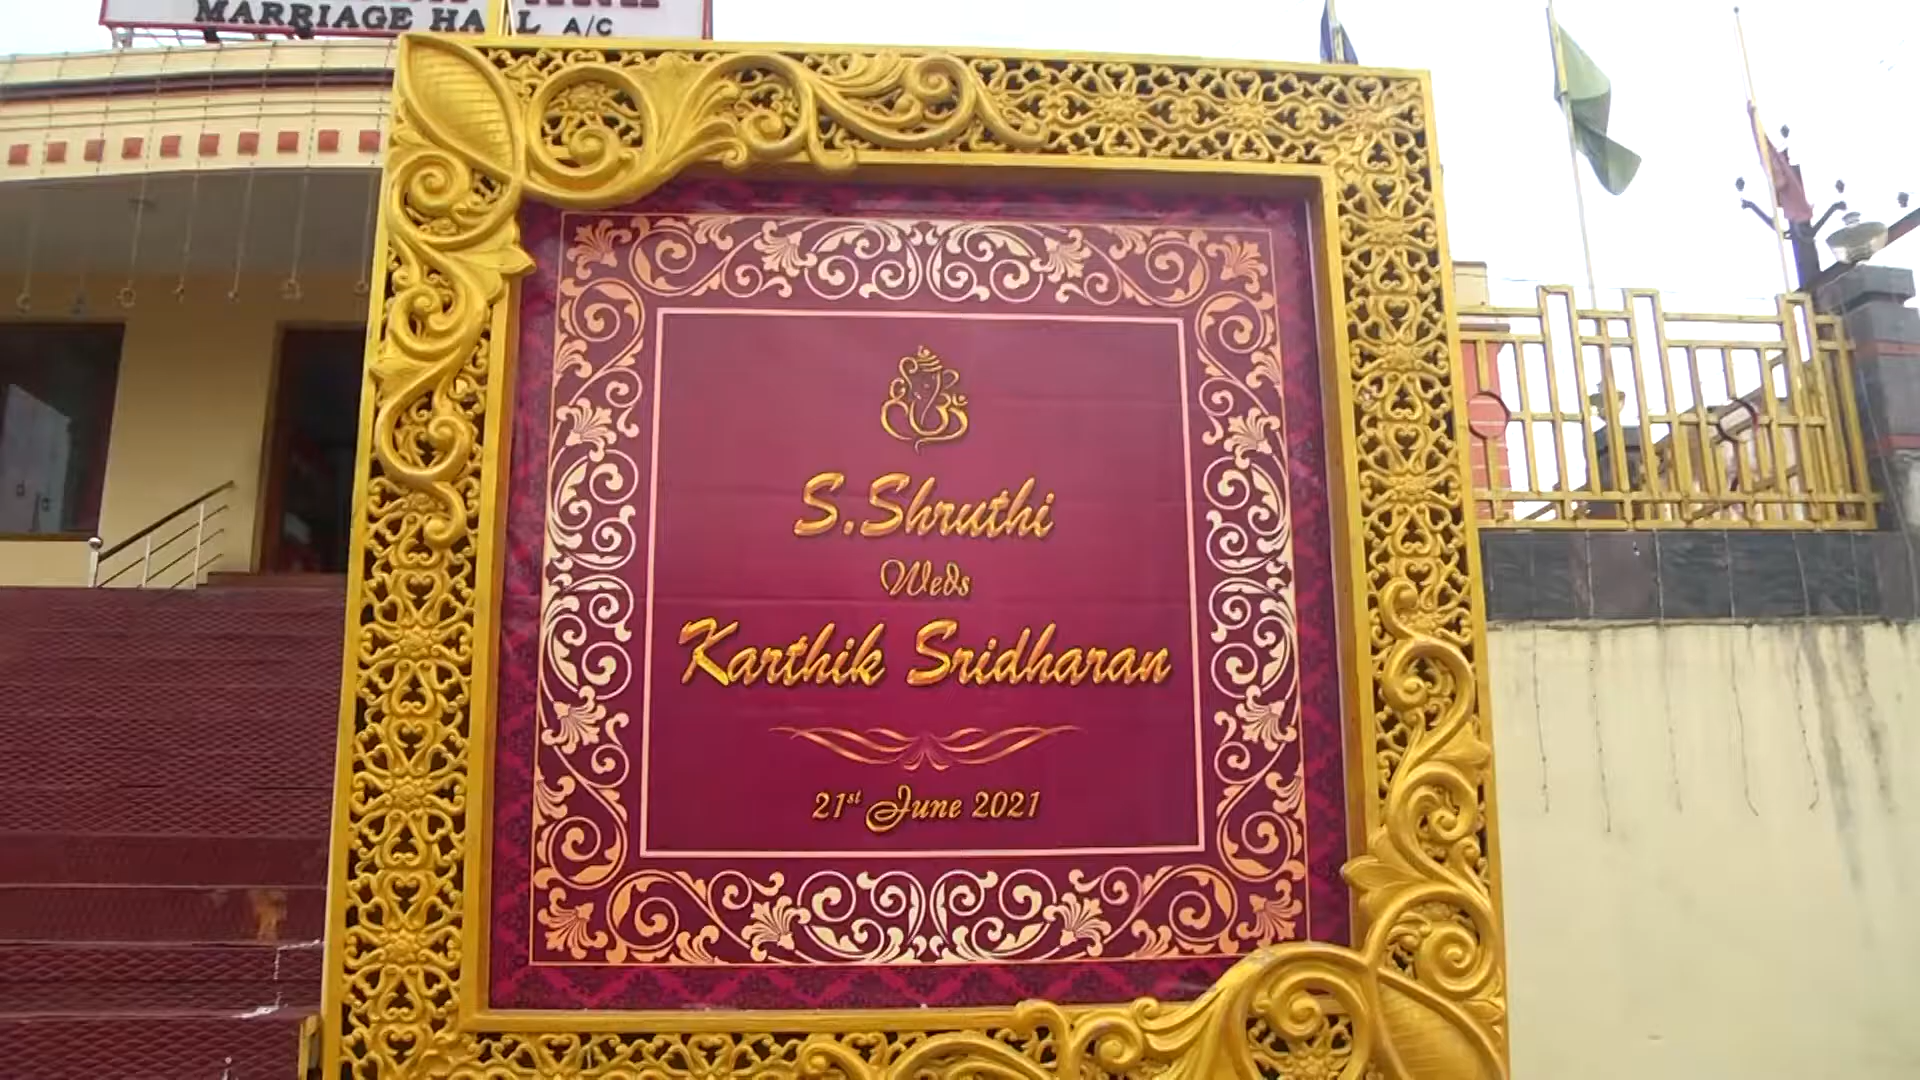 MARRIAGE HALL A/C
S.Shruthi
Weds
Karthik Sridharan
21st June 2021